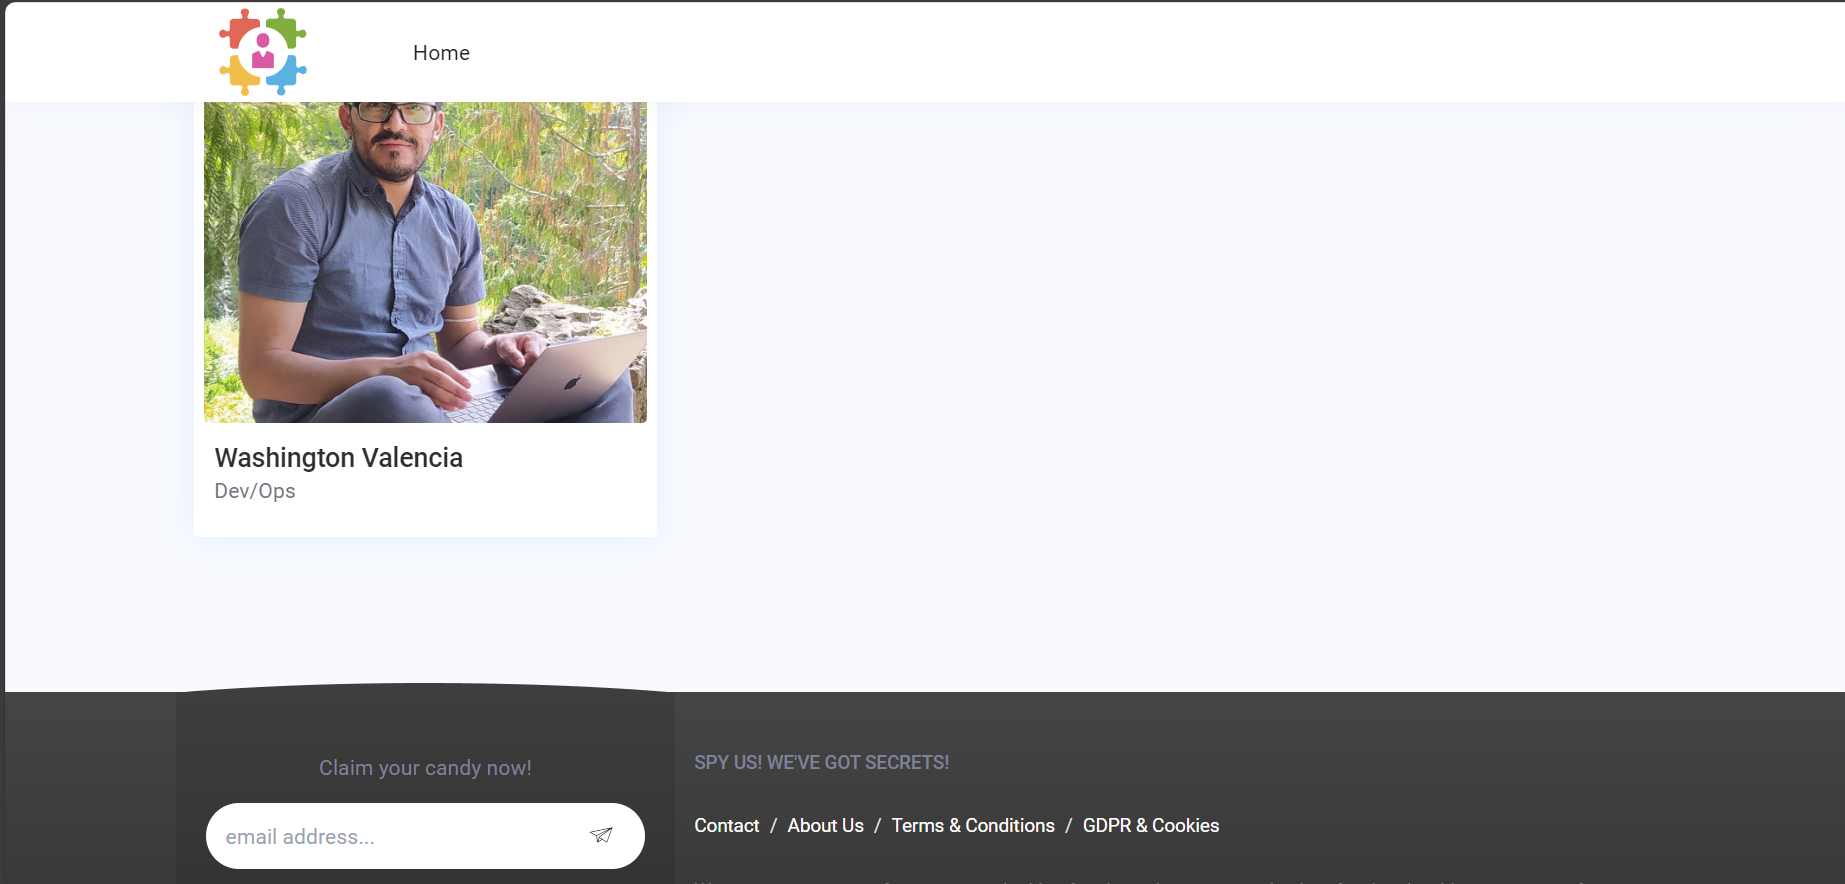 Home
Washington Valencia
Dev/Ops
Claim your candy now!
email address...
SPY US! WE'VE GOT SECRETS!
Contact / About Us / Terms & Conditions / GDPR & Cookies